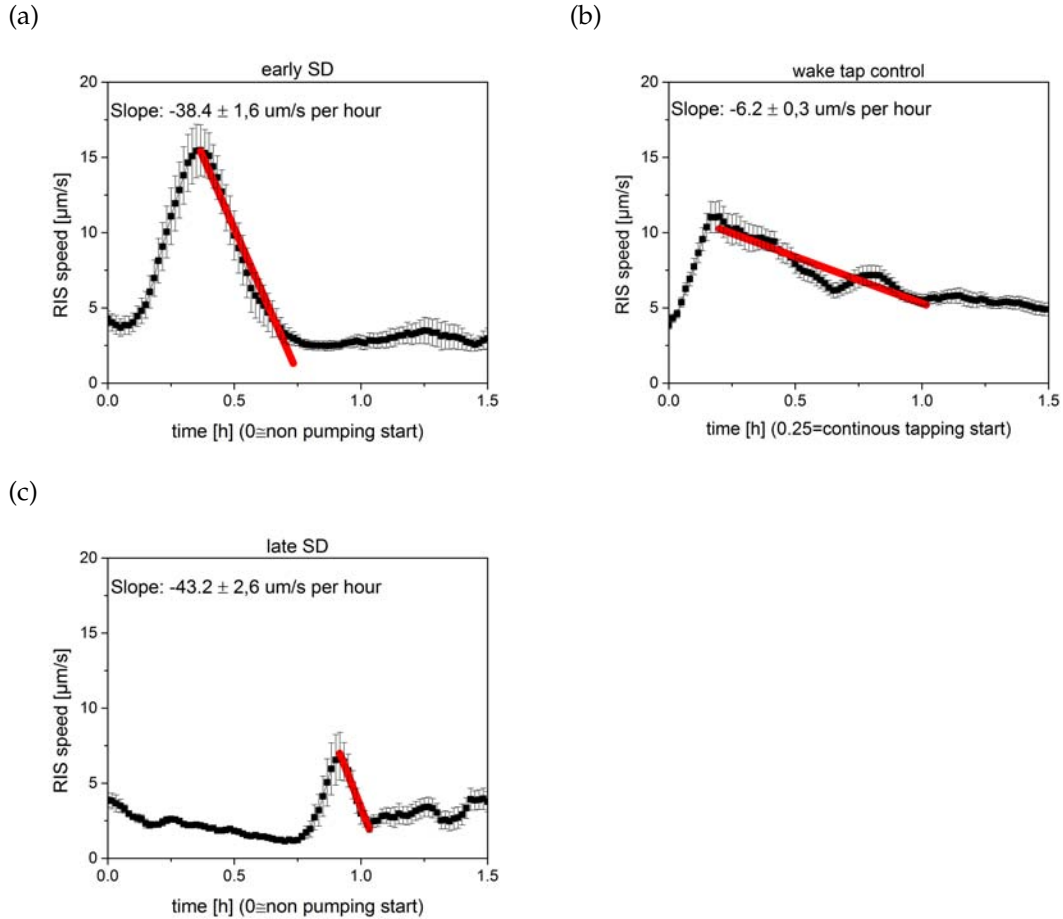 (a)
early SD
Slope: -38.4 ± 1,6 um/s per hour
RIS speed [µm/s]
20
15
10
5
0
0.0 0.5 1.0 1.5
time [h] (0≅non pumping start)
(b)
wake tap control
Slope: -6.2 ± 0,3 um/s per hour
RIS speed [µm/s]
20
15
10
5
0
0.0 0.5 1.0 1.5
time [h] (0.25=continous tapping start)
(c)
late SD
Slope: -43.2 ± 2,6 um/s per hour
RIS speed [µm/s]
20
15
10
5
0
0.0 0.5 1.0 1.5
time [h] (0≅non pumping start)